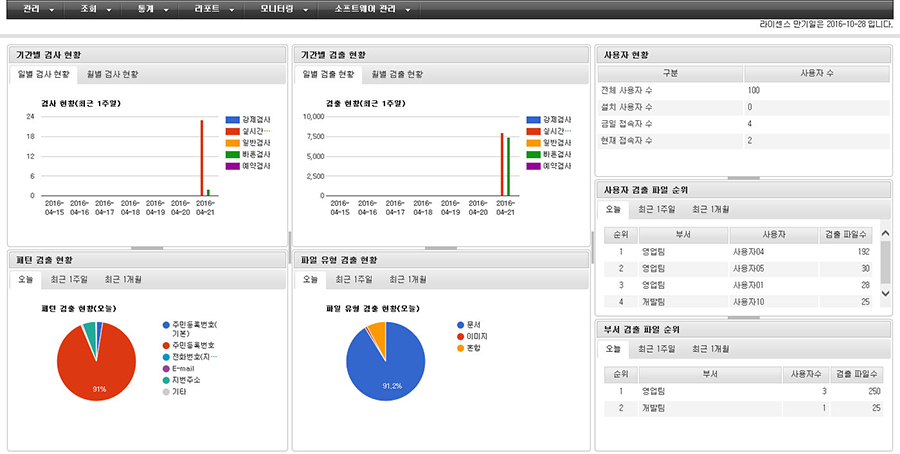 관리 조회 통계 리포트 모니터링 소프트웨어 관리
라이센스 만기일은 2016-10-28 입니다.
기간별 검사 현황
일별 검사 현황 월별 검사 현황
검사 현황(최근 1주일)
24
18
12
6
0
2016-04-15 2016-04-16 2016-04-17 2016-04-18 2016-04-19 2016-04-20 2016-04-21
강제검사
실시간…
일반검사
빠른검사
예약검사
기간별 검출 현황
일별 검출 현황 월별 검출 현황
검출 현황(최근 1주일)
10,000
7,500
5,000
2,500
0
2016-04-15 2016-04-16 2016-04-17 2016-04-18 2016-04-19 2016-04-20 2016-04-21
강제검사
실시간…
일반검사
빠른검사
예약검사
사용자 현황
구분 사용자 수
전체 사용자 수 100
설치 사용자 수 0
금일 접속자 수 4
현재 접속자 수 2
사용자 검출 파일 순위
오늘 최근 1주일 최근 1개월
순위 부서 사용자 검출 파일수
1 영업팀 사용자04 192
2 영업팀 사용자05 30
3 영업팀 사용자01 28
4 개발팀 사용자10 25
패턴 검출 현황
오늘 최근 1주일 최근 1개월
패턴 검출 현황(오늘)
91%
주민등록번호(
기본)
주민등록번호
전화번호(지…
E-mail
지번주소
기타
파일 유형 검출 현황
오늘 최근 1주일 최근 1개월
파일 유형 검출 현황(오늘)
91.2%
문서
이미지
혼합
부서 검출 파일 순위
오늘 최근 1주일 최근 1개월
순위 부서 사용자수 검출 파일수
1 영업팀 3 250
2 개발팀 1 25